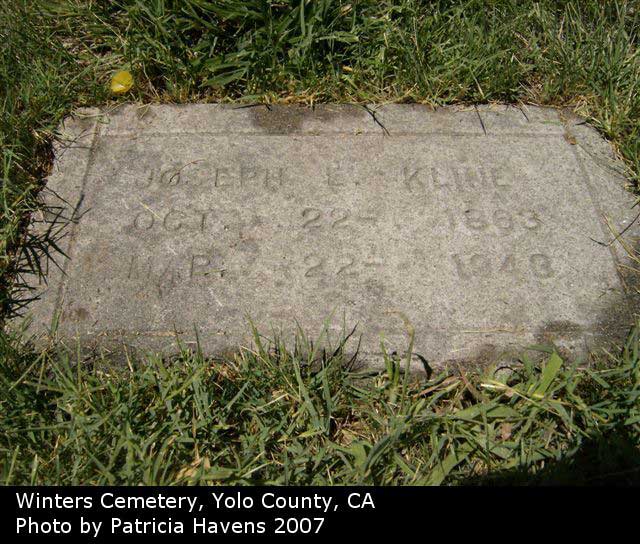 JOSEPH E. KLINE
OCT. 22 - 1893
MAR. 22 - 1948
Winters Cemetery, Yolo County, CA
Photo by Patricia Havens 2007